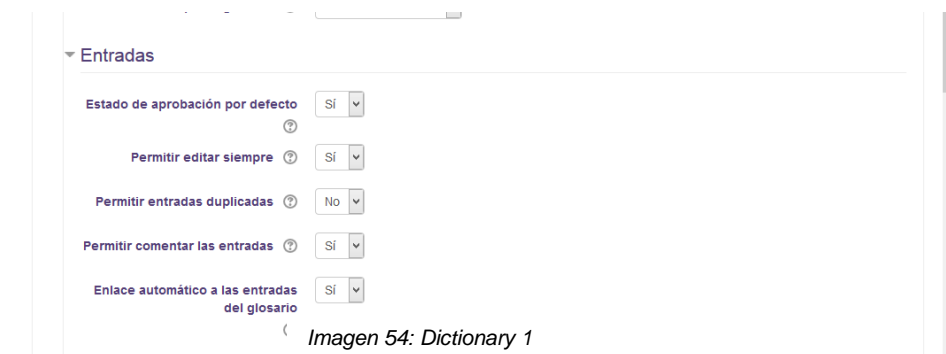 Entradas
Estado de aprobación por defecto Sí
Permitir editar siempre Sí
Permitir entradas duplicadas No
Permitir comentar las entradas Sí
Enlace automático a las entradas Sí
del glosario
Imagen 54: Dictionary 1